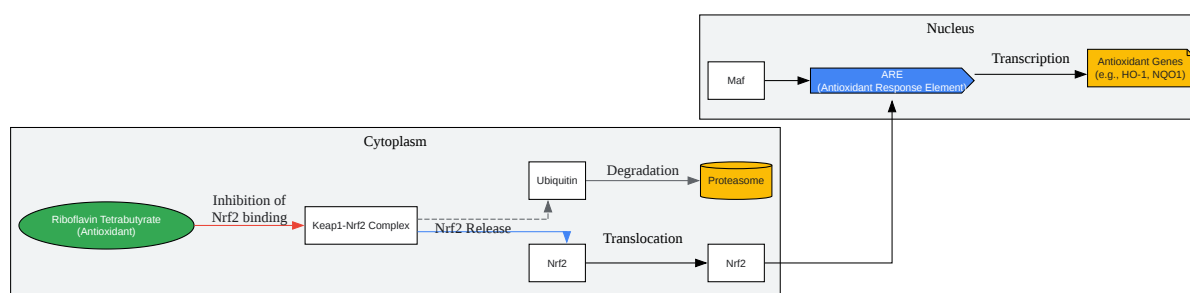 Nucleus
Maf
ARE
(Antioxidant Response Element)
Transcription
Antioxidant Genes
(e.g., HO-1, NQO1)
Cytoplasm
Riboflavin Tetrabutyrate
(Antioxidant)
Inhibition of
Nrf2 binding
Keap1-Nrf2 Complex
Ubiquitin
Degradation
Proteasome
Nrf2 Release
Nrf2
Translocation
Nrf2